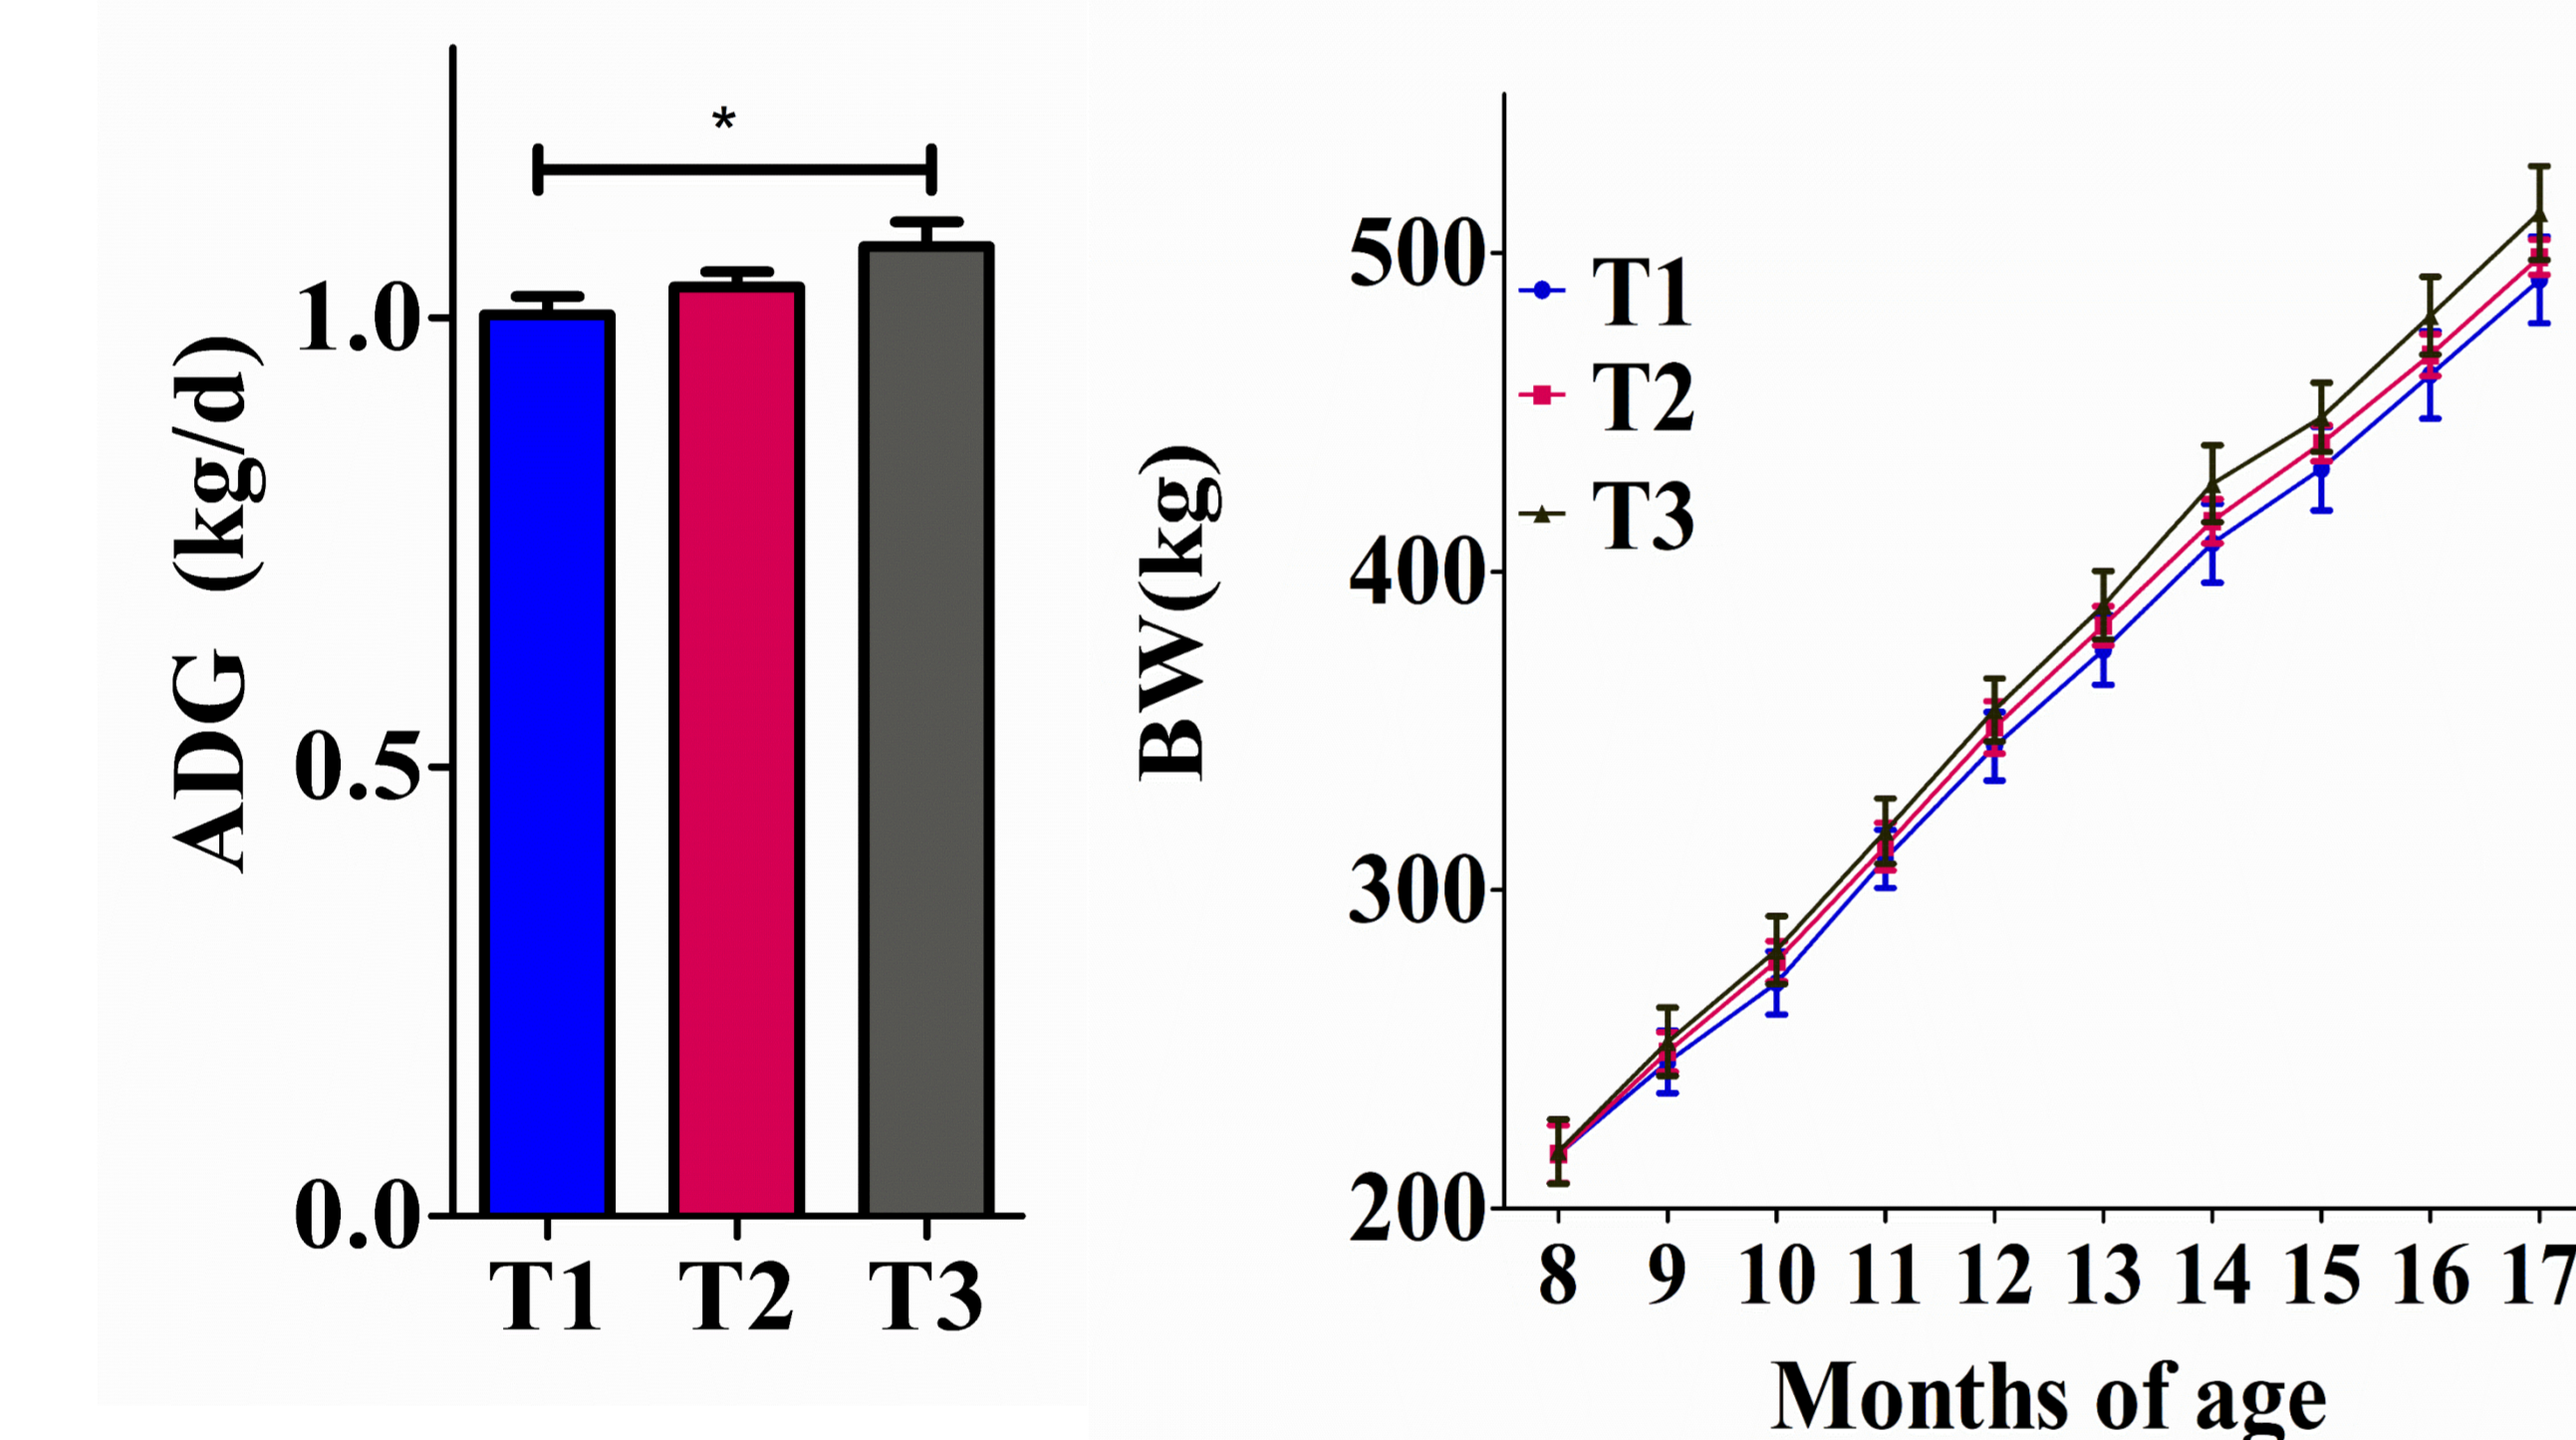 *
ADG (kg/d)
1.0
0.5
0.0
T1 T2 T3
BW(kg)
500
400
300
200
T1
T2
T3
8 9 10 11 12 13 14 15 16 17
Months of age